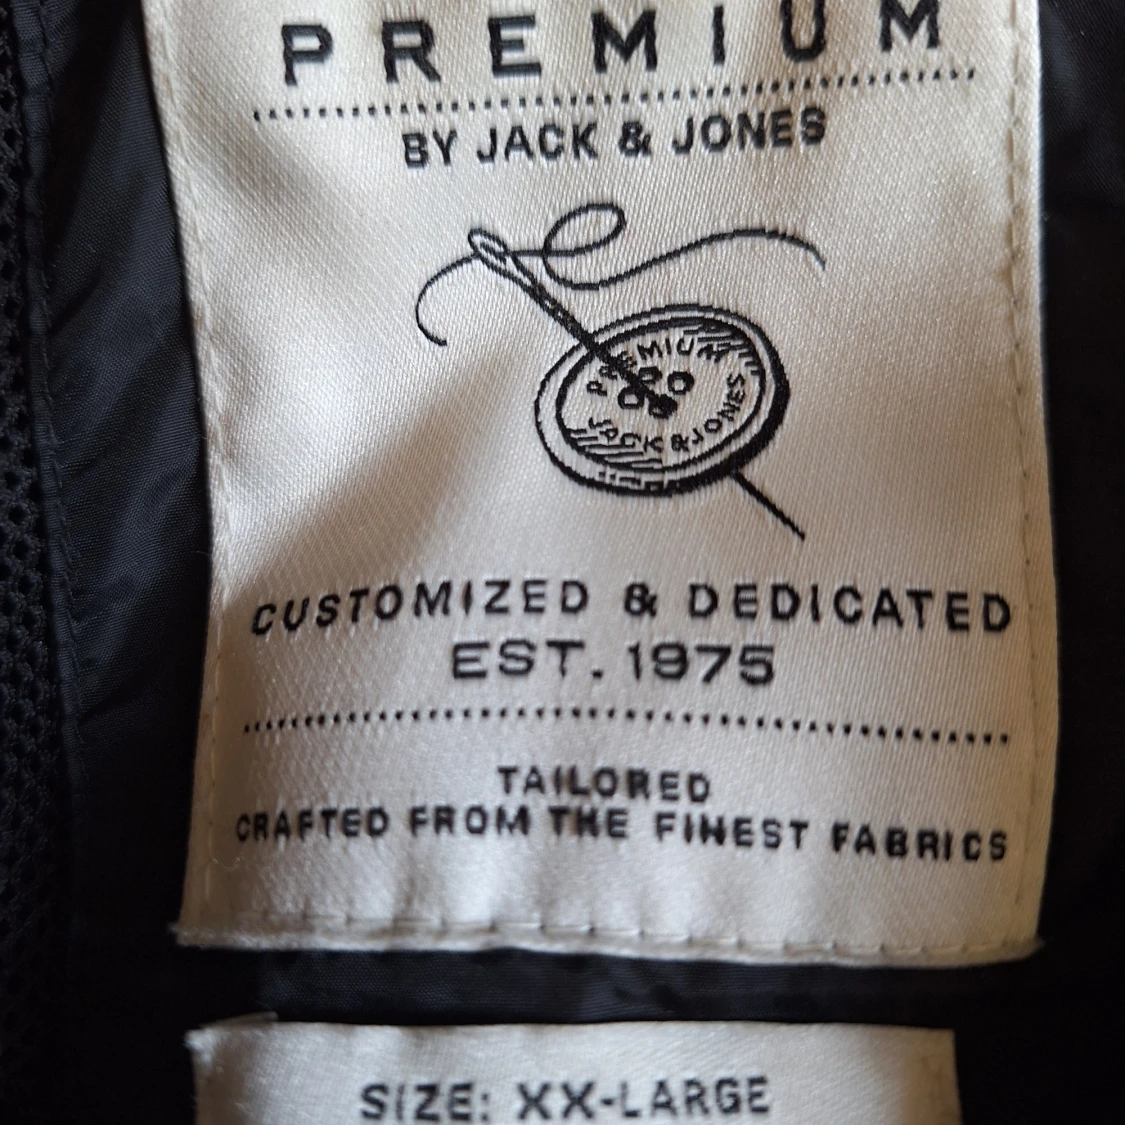 PREMIUM
BY JACK & JONES
PREMIUM
JACK & JONES
CUSTOMIZED & DEDICATED
EST. 1975
TAILORED
CRAFTED FROM THE FINEST FABRICS
SIZE: XX-LARGE